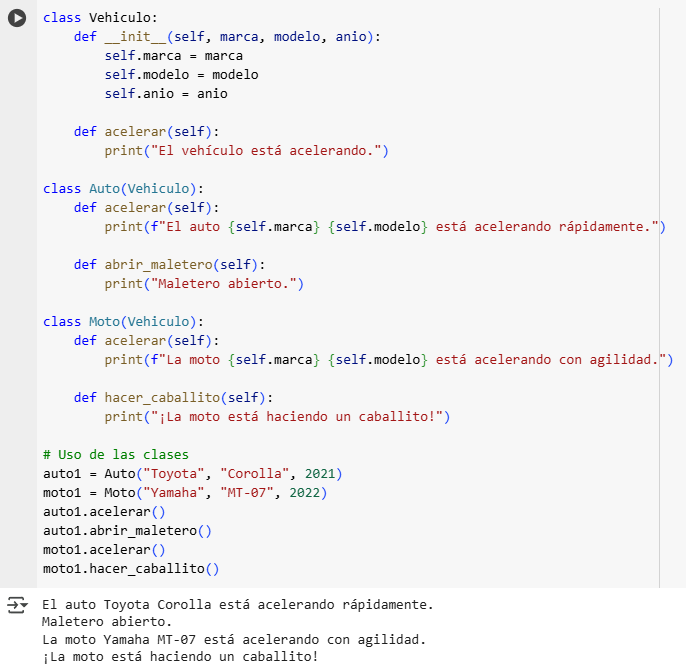 class Vehiculo:
    def __init__(self, marca, modelo, anio):
        self.marca = marca
        self.modelo = modelo
        self.anio = anio
    def acelerar(self):
        print("El vehículo está acelerando.")
class Auto(Vehiculo):
    def acelerar(self):
        print(f"El auto {self.marca} {self.modelo} está acelerando rápidamente.")
    def abrir_maletero(self):
        print("Maletero abierto.")
class Moto(Vehiculo):
    def acelerar(self):
        print(f"La moto {self.marca} {self.modelo} está acelerando con agilidad.")
    def hacer_caballito(self):
        print("¡La moto está haciendo un caballito!")
# Uso de las clases
auto1 = Auto("Toyota", "Corolla", 2021)
moto1 = Moto("Yamaha", "MT-07", 2022)
auto1.acelerar()
auto1.abrir_maletero()
moto1.acelerar()
moto1.hacer_caballito()
El auto Toyota Corolla está acelerando rápidamente.
Maletero abierto.
La moto Yamaha MT-07 está acelerando con agilidad.
¡La moto está haciendo un caballito!